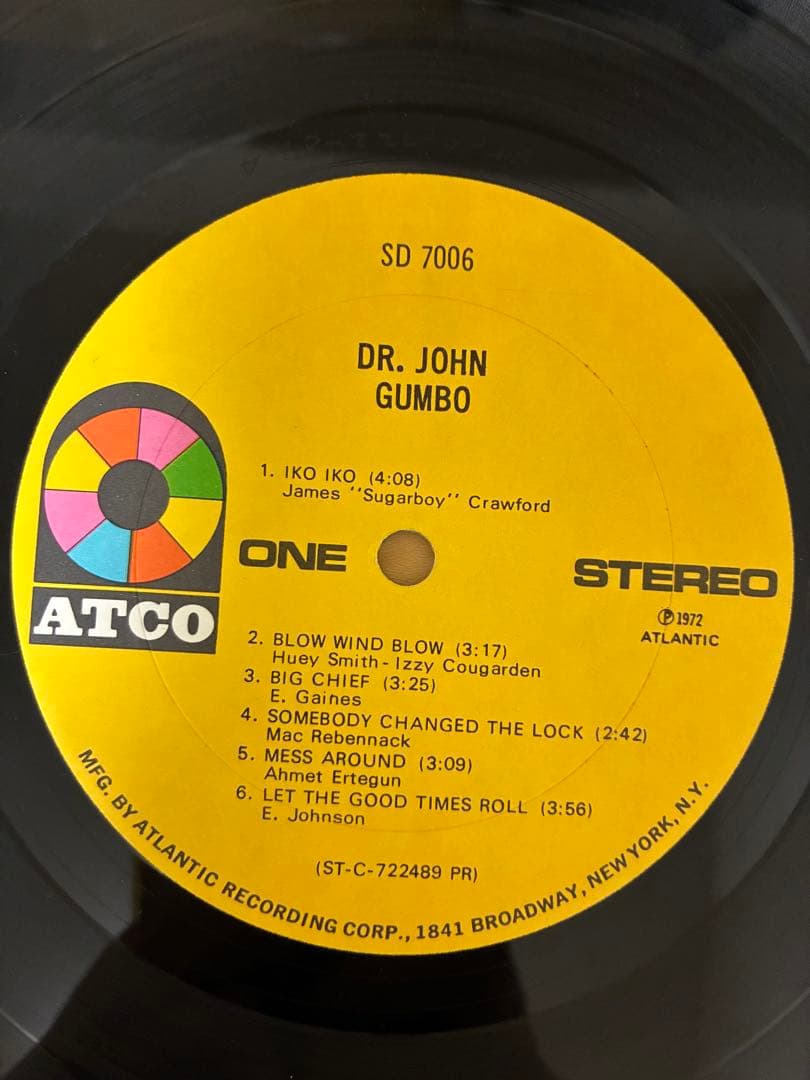 SD 7006
DR. JOHN
GUMBO
1. IKO IKO (4:08)
James "Sugarboy" Crawford
ONE
STEREO
Ⓟ1972
ATLANTIC
ATCO
2. BLOW WIND BLOW (3:17)
Huey Smith - Izzy Cougarden
3. BIG CHIEF (3:25)
E. Gaines
4. SOMEBODY CHANGED THE LOCK (2:42)
Mac Rebennack
5. MESS AROUND (3:09)
Ahmet Ertegun
6. LET THE GOOD TIMES ROLL (3:56)
E. Johnson
(ST-C-722489 PR)
MFG. BY ATLANTIC RECORDING CORP., 1841 BROADWAY, NEW YORK, N.Y.